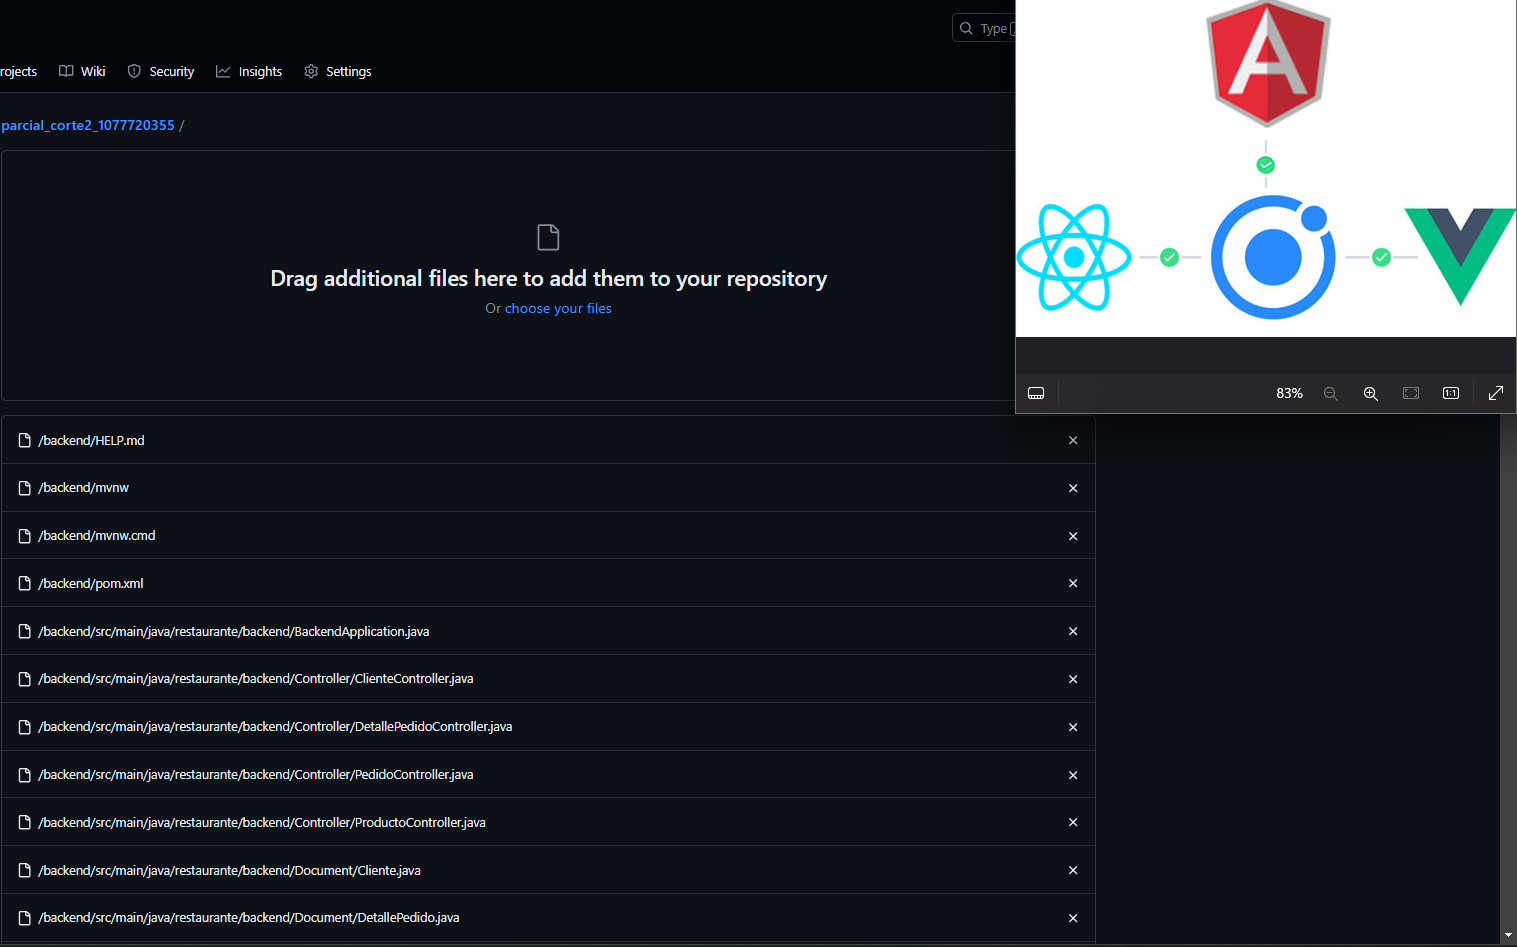 Type
rojects
Wiki
Security
Insights
Settings
parcial_corte2_1077720355 /
Drag additional files here to add them to your repository
Or choose your files
83%
1:1
/backend/HELP.md
/backend/mvnw
/backend/mvnw.cmd
/backend/pom.xml
/backend/src/main/java/restaurante/backend/BackendApplication.java
/backend/src/main/java/restaurante/backend/Controller/ClienteController.java
/backend/src/main/java/restaurante/backend/Controller/DetallePedidoController.java
/backend/src/main/java/restaurante/backend/Controller/PedidoController.java
/backend/src/main/java/restaurante/backend/Controller/ProductoController.java
/backend/src/main/java/restaurante/backend/Document/Cliente.java
/backend/src/main/java/restaurante/backend/Document/DetallePedido.java